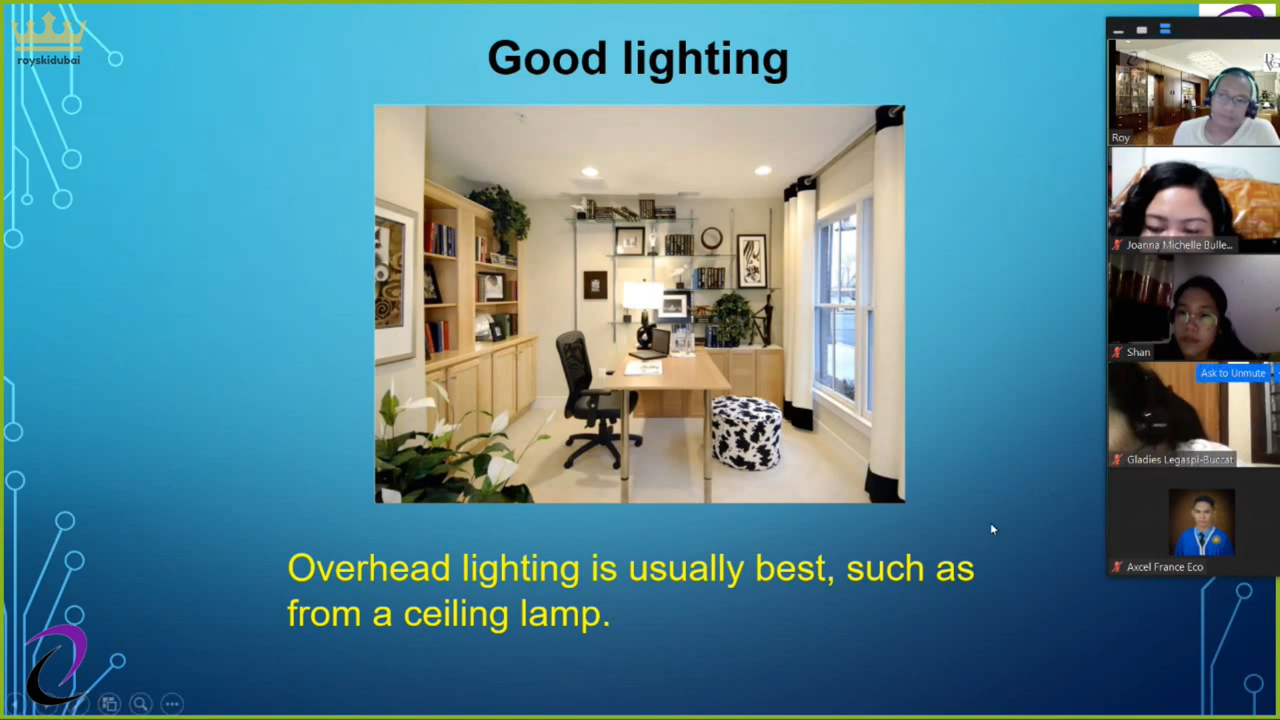 royskidubai
Good lighting
Overhead lighting is usually best, such as
from a ceiling lamp.
Roy
Joanna Michelle Bulle...
Shan
Ask to Unmute
Gladies Legaspi-Buccat
Axcel France Eco